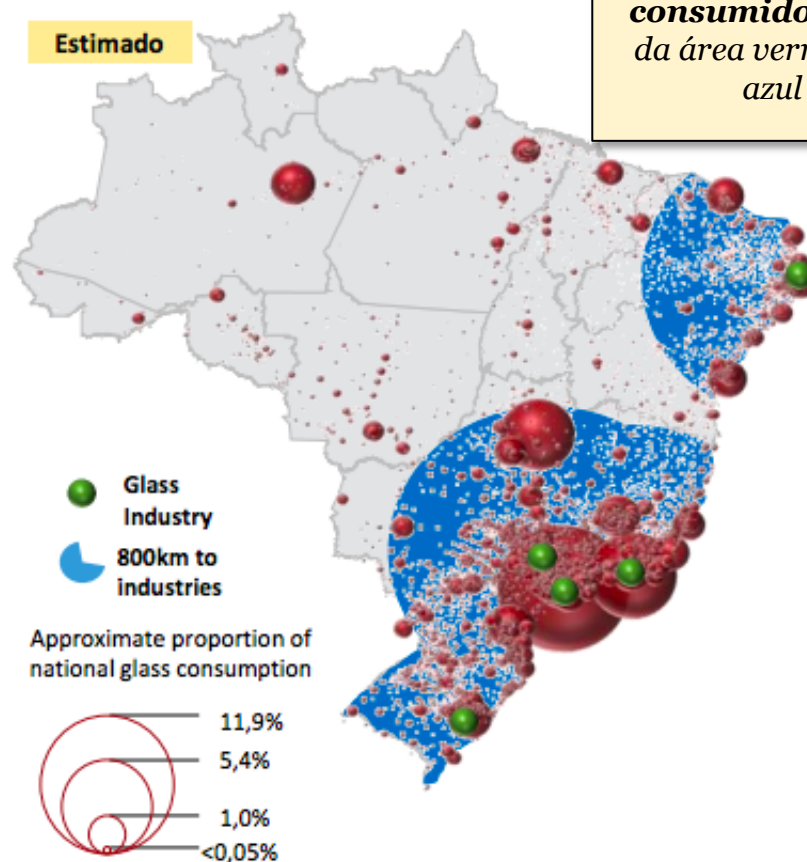 Estimado
consumido
da área verm
azul
Glass
Industry
800km to
industries
Approximate proportion of
national glass consumption
11,9%
5,4%
1,0%
<0,05%